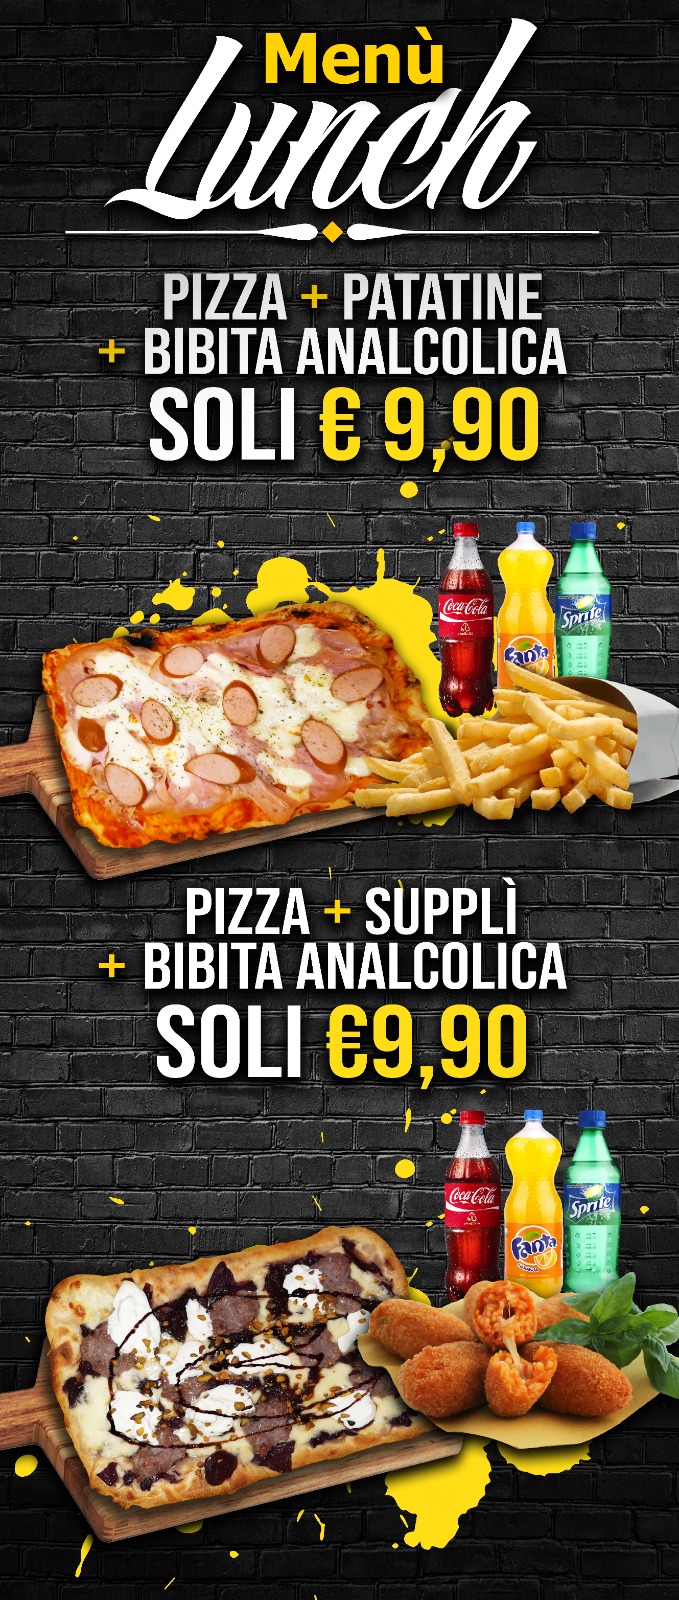 Menù
Lunch
PIZZA + PATATINE
+ BIBITA ANALCOLICA
SOLI € 9,90
Coca-Cola
Fanta
Sprite
PIZZA + SUPPLÌ
+ BIBITA ANALCOLICA
SOLI €9,90
Coca-Cola
Fanta
Sprite